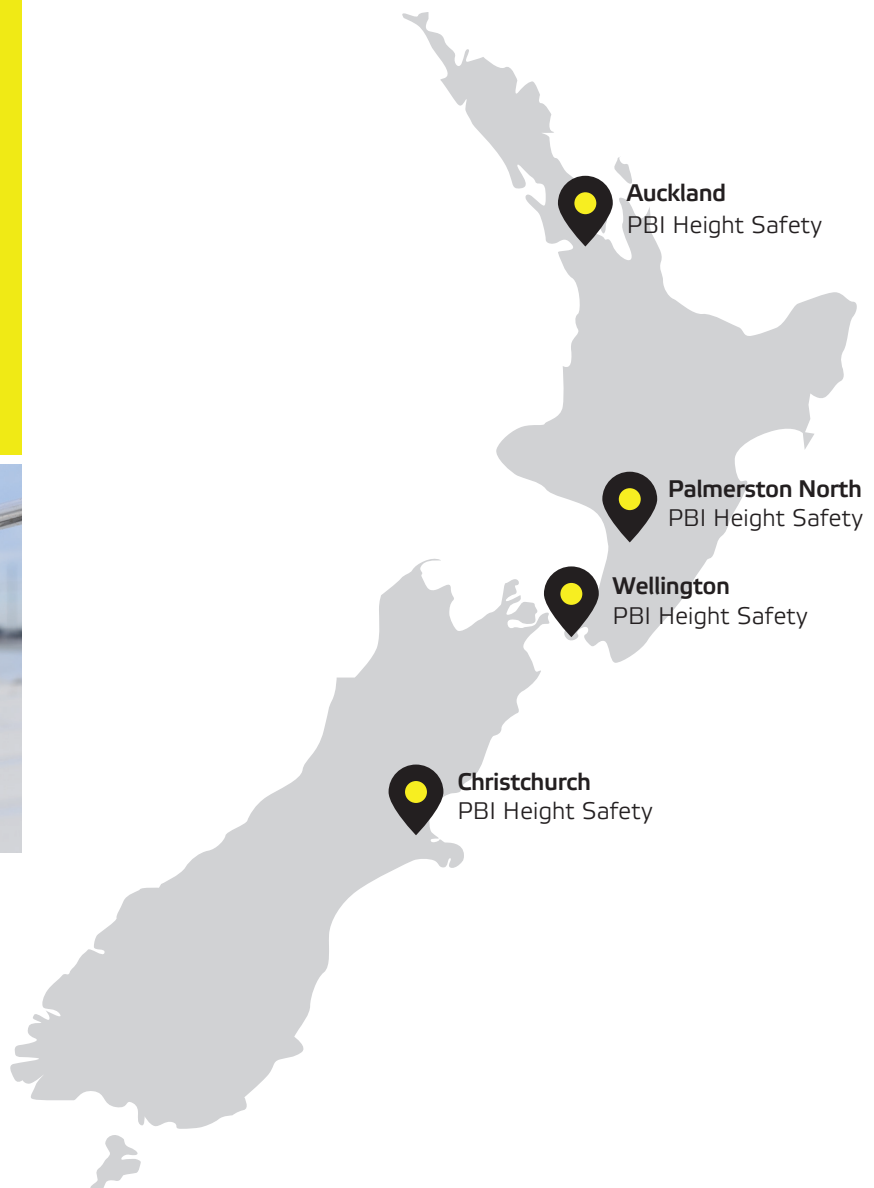 Auckland
PBI Height Safety
Palmerston North
PBI Height Safety
Wellington
PBI Height Safety
Christchurch
PBI Height Safety